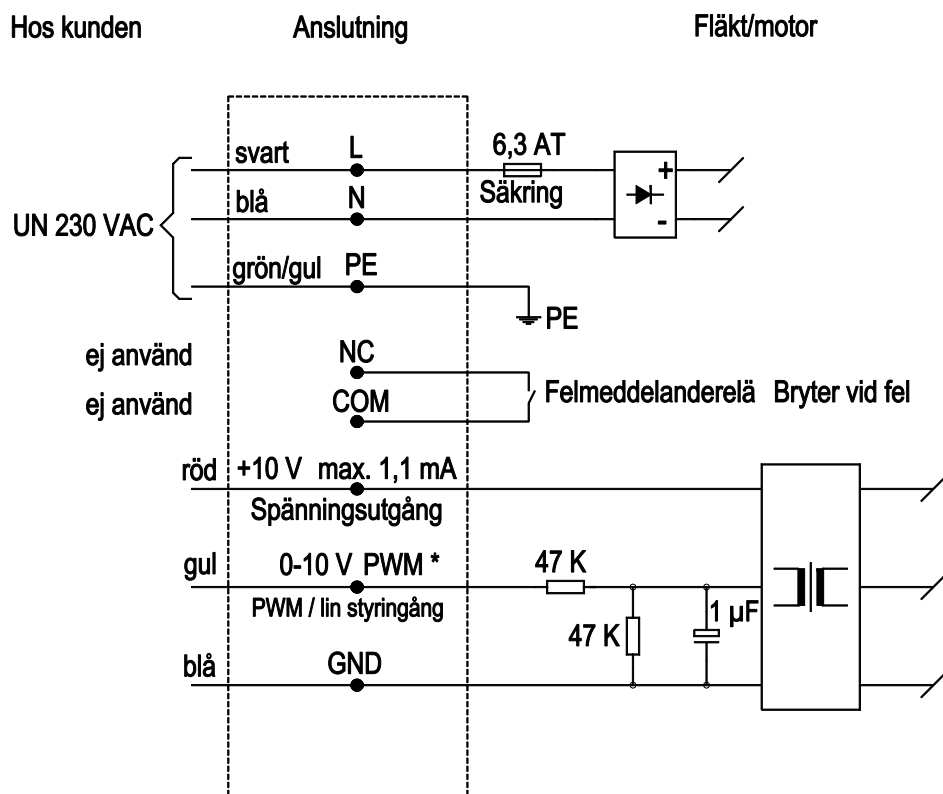 Hos kunden
Anslutning
Fläkt/motor
svart
L
6,3 AT
Säkring
+
-
blå
N
UN 230 VAC
grön/gul
PE
PE
ej använd
NC
ej använd
COM
Felmeddelanderelä Bryter vid fel
röd
+10 V max. 1,1 mA
Spänningsutgång
gul
0-10 V PWM *
PWM / lin styringång
47 K
47 K
1 µF
blå
GND